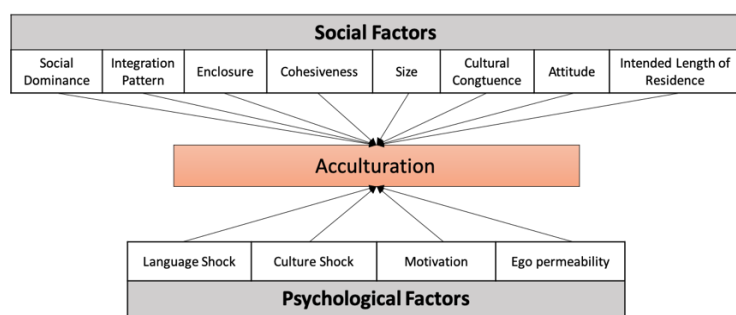 Social Factors
Social Dominance
Integration Pattern
Enclosure
Cohesiveness
Size
Cultural Congtuence
Attitude
Intended Length of Residence
Acculturation
Language Shock
Culture Shock
Motivation
Ego permeability
Psychological Factors